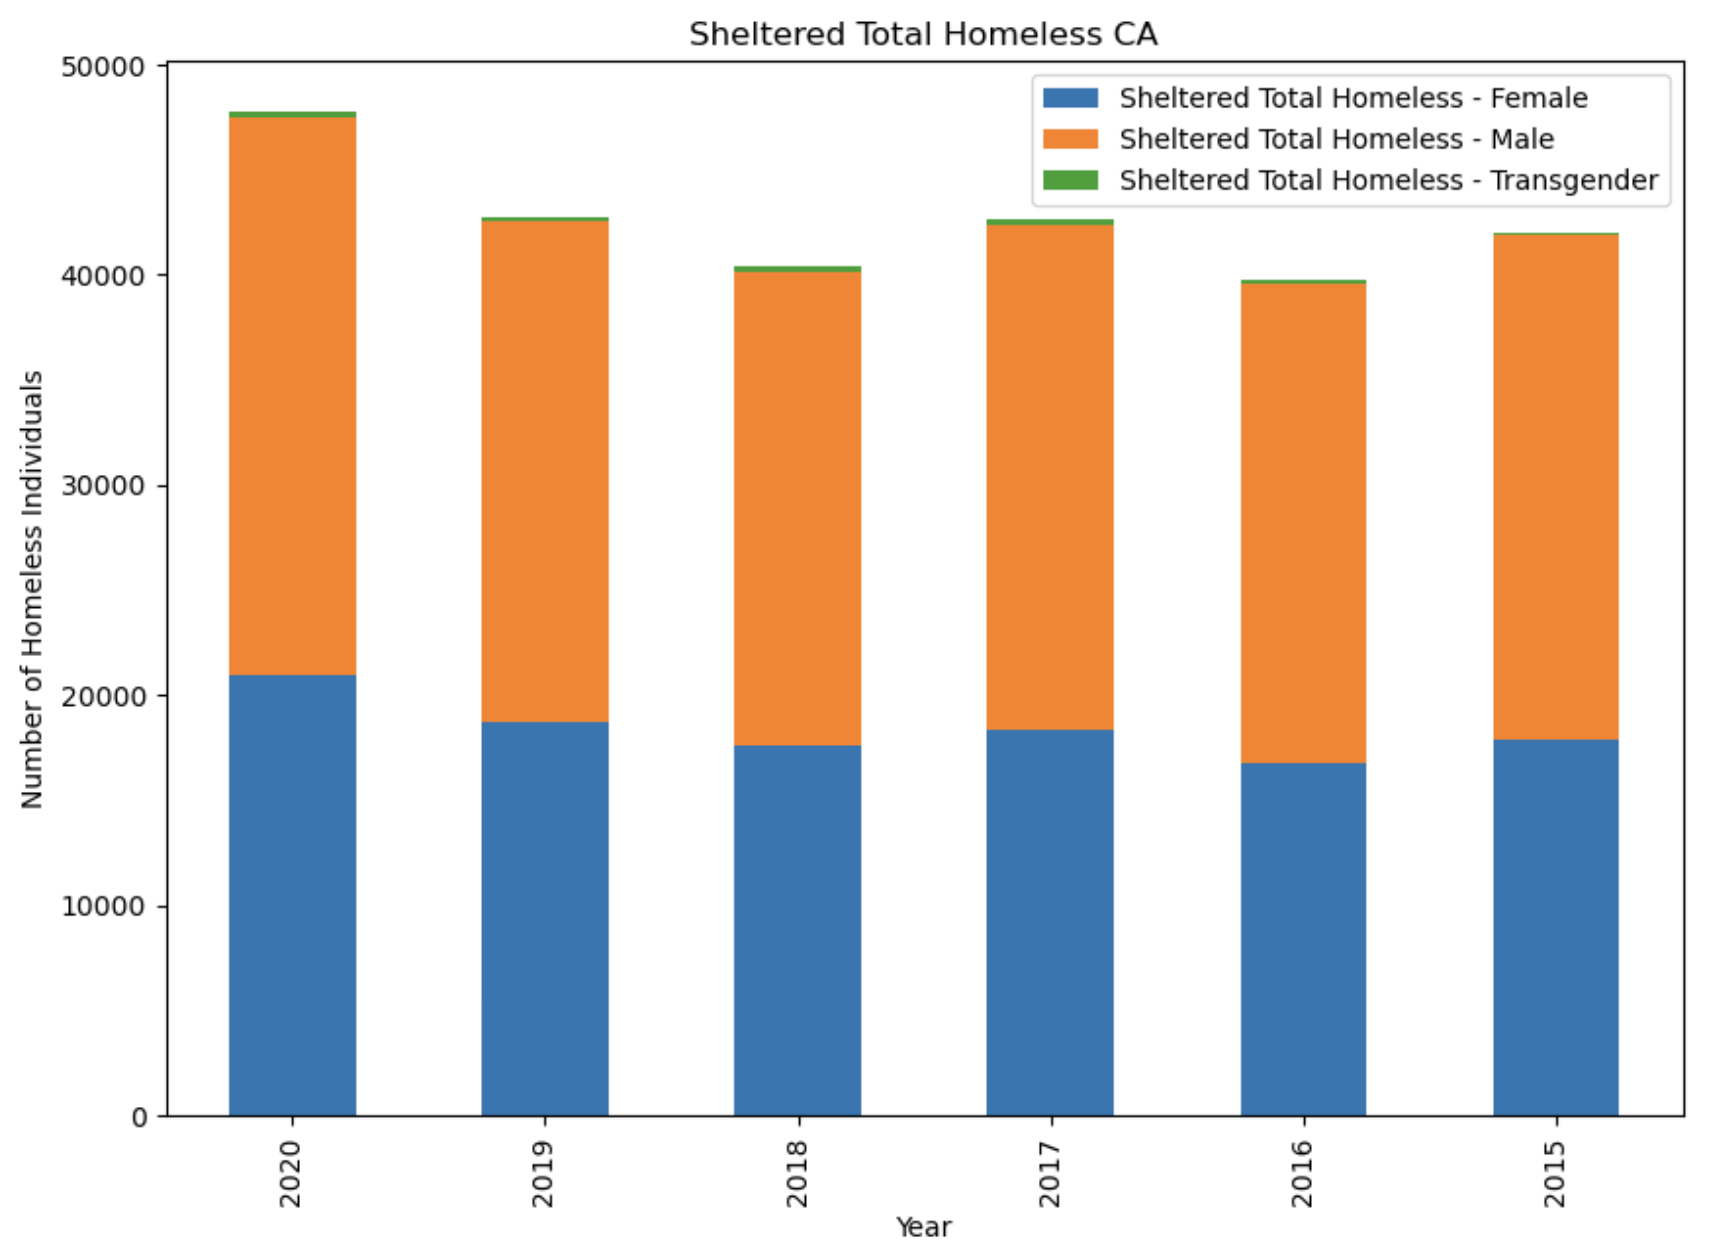 Sheltered Total Homeless CA
Sheltered Total Homeless - Female
Sheltered Total Homeless - Male
Sheltered Total Homeless - Transgender
Number of Homeless Individuals
50000
40000
30000
20000
10000
0
2020
2019
2018
2017
2016
2015
Year